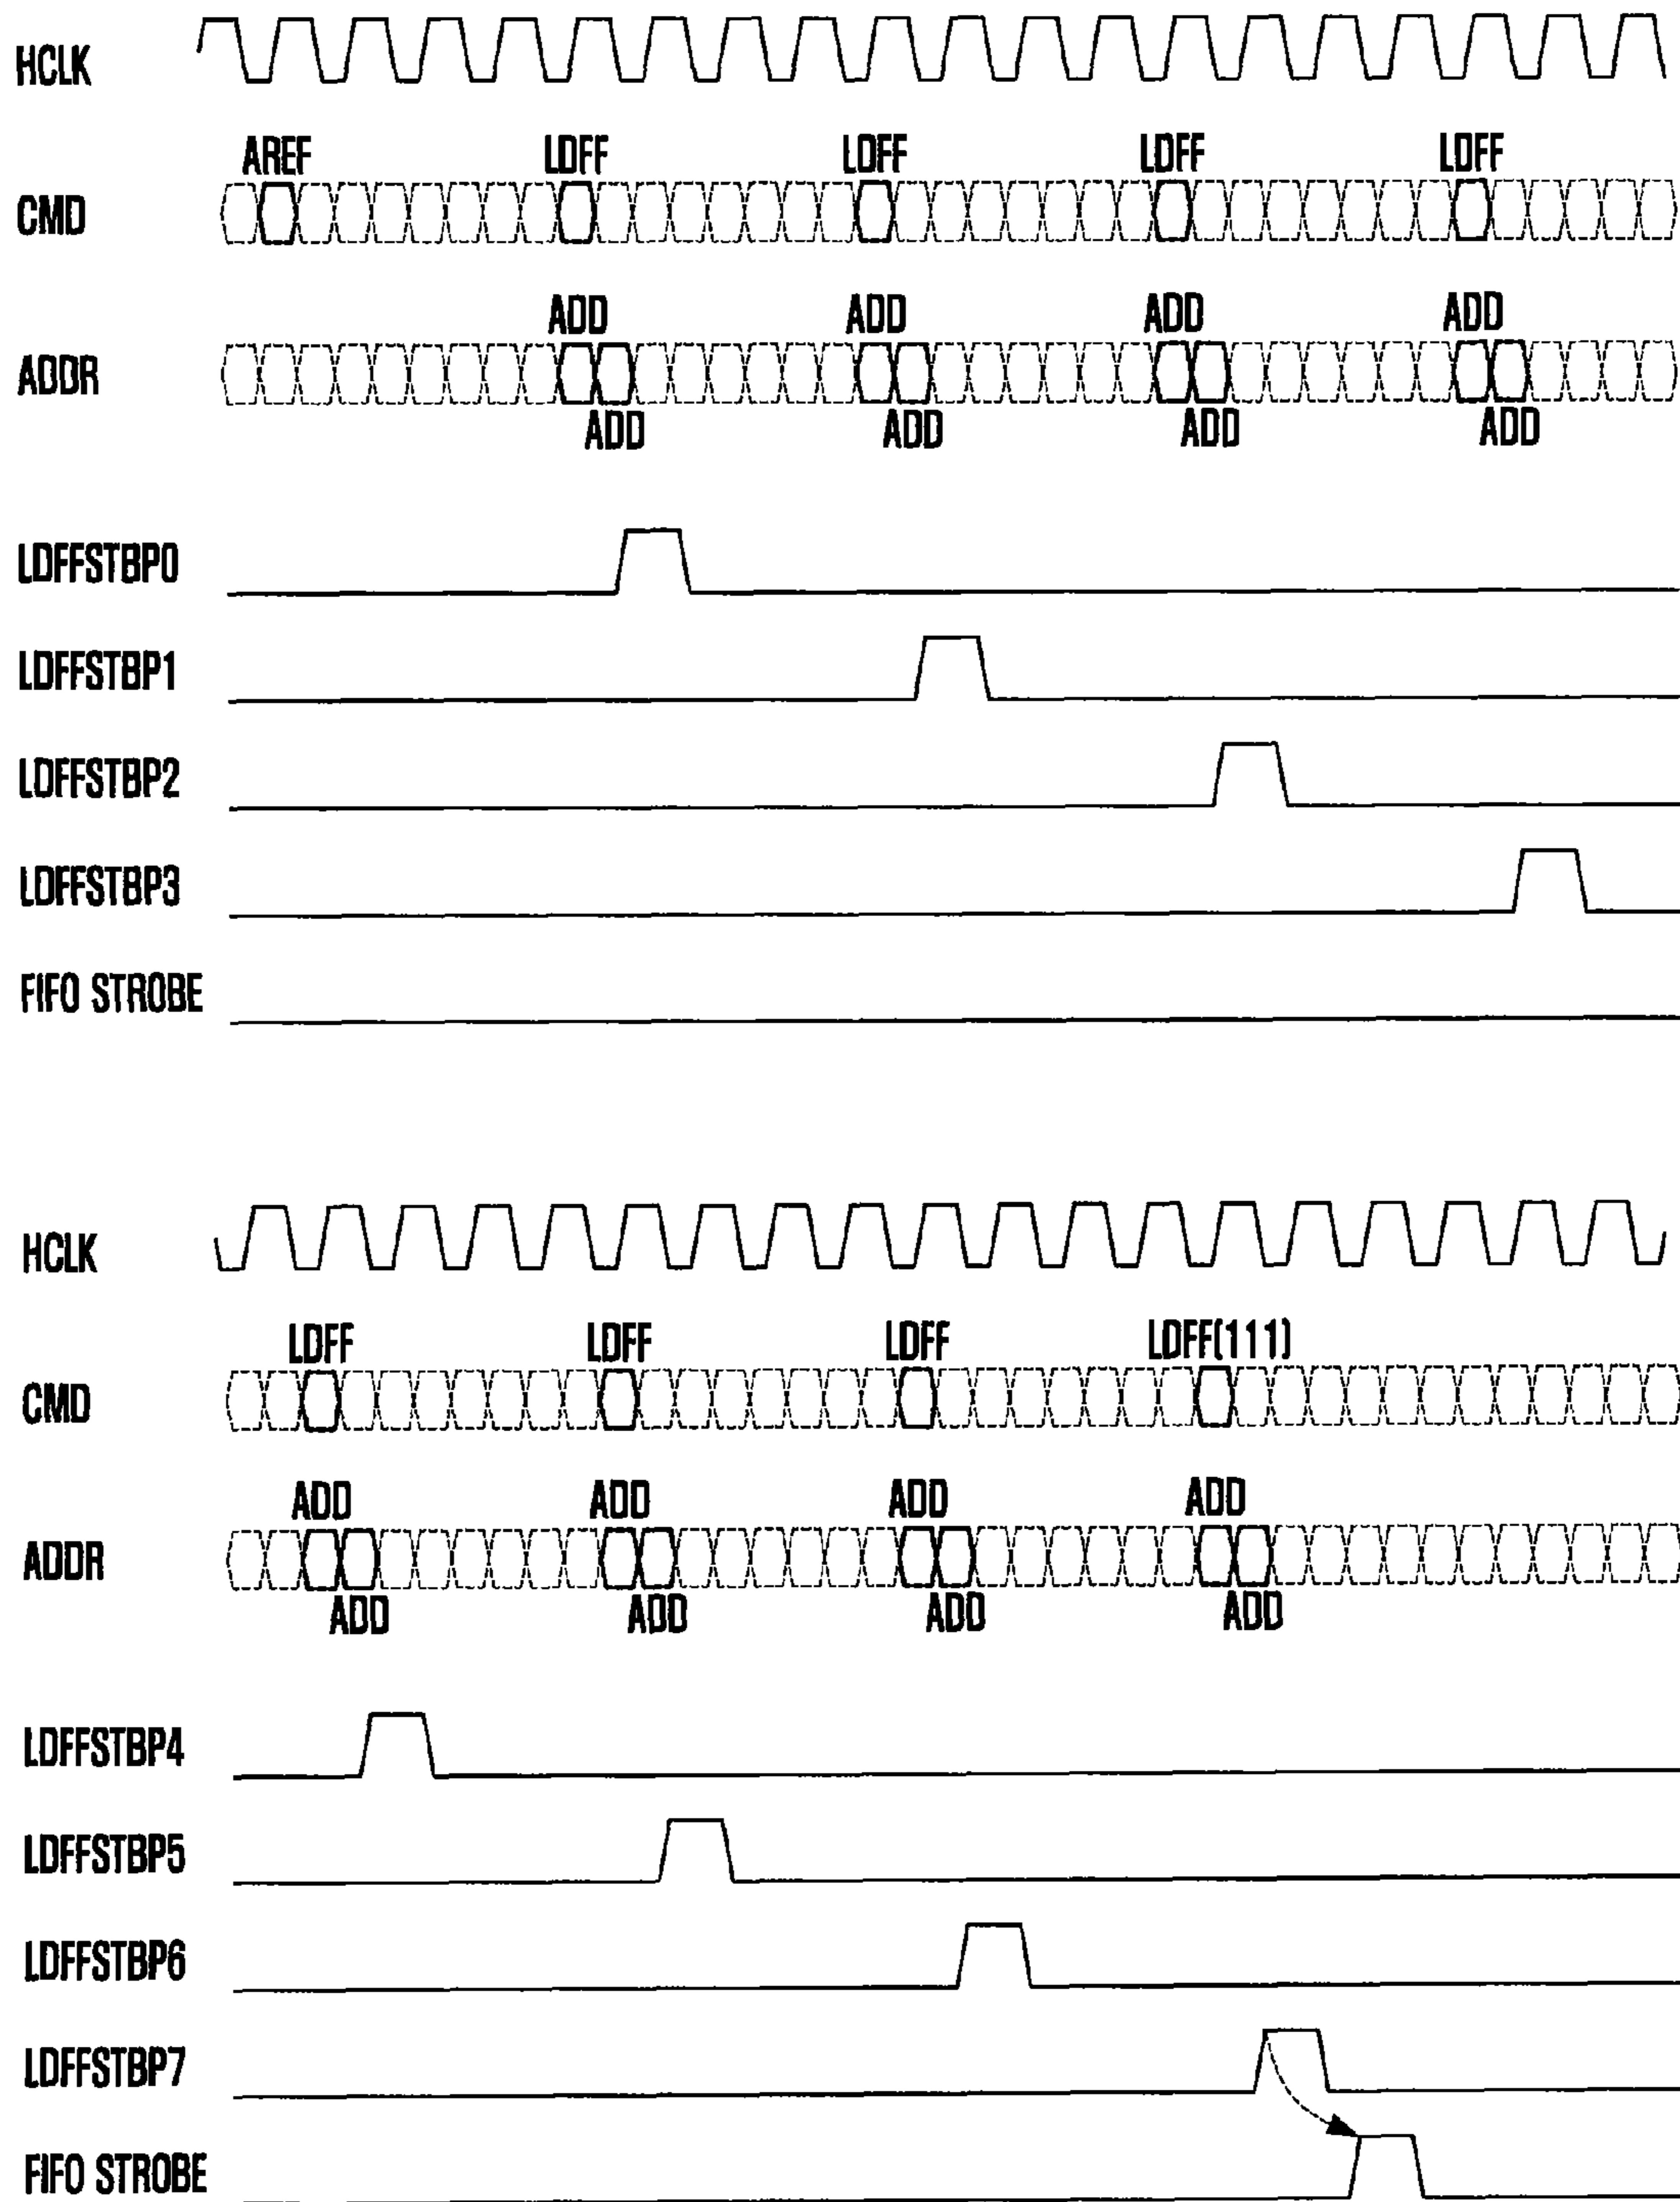 HCLK
AREF LDFF LDFF LDFF LDFF
CMD
ADD ADD ADD ADD
ADDR
ADD ADD ADD ADD
LDFFSTBP0
LDFFSTBP1
LDFFSTBP2
LDFFSTBP3
FIFO STROBE
HCLK
LDFF LDFF LDFF LDFF(111)
CMD
ADD ADD ADD ADD
ADDR
ADD ADD ADD ADD
LDFFSTBP4
LDFFSTBP5
LDFFSTBP6
LDFFSTBP7
FIFO STROBE